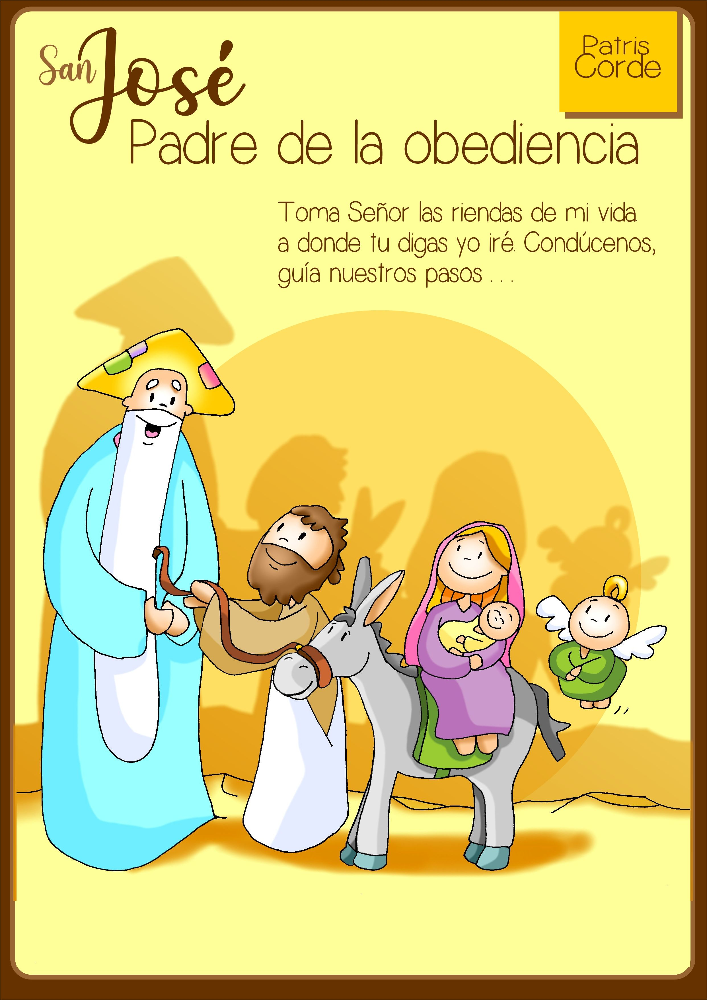 San José
Patris
Corde
Padre de la obediencia
Toma Señor las riendas de mi vida.
a donde tu digas yo iré. Condúcenos,
guía nuestros pasos . . .